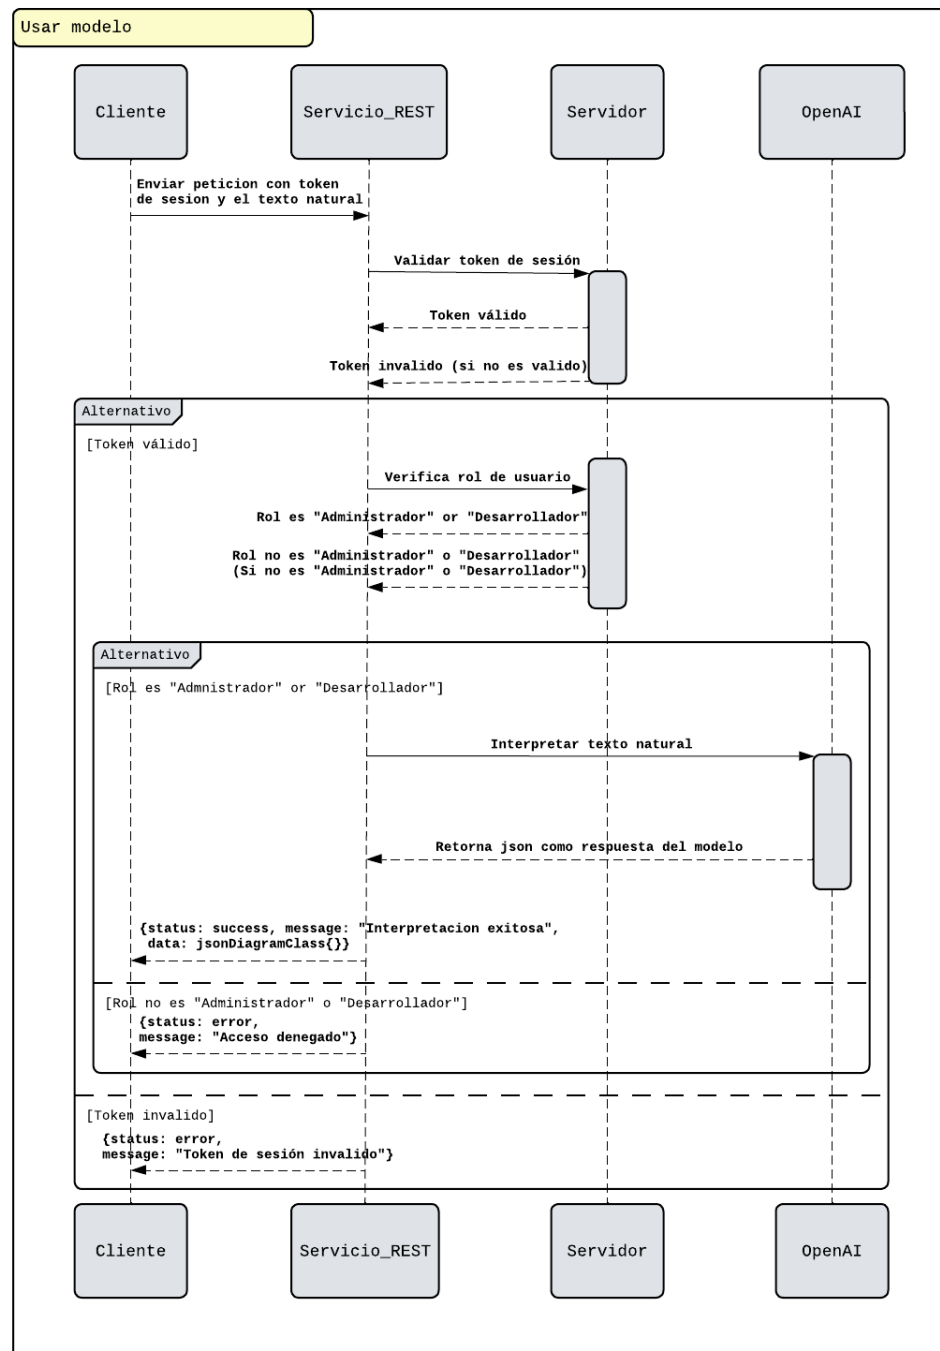 Usar modelo
Cliente
Servicio_REST
Servidor
OpenAI
Enviar peticion con token
de sesion y el texto natural
Validar token de sesión
Token válido
Token invalido (si no es valido)
Alternativo
[Token válido]
Verifica rol de usuario
Rol es "Administrador" or "Desarrollador"
Rol no es "Administrador" o "Desarrollador"
(Si no es "Administrador" o "Desarrollador")
Alternativo
[Rol es "Admnistrador" or "Desarrollador"]
Interpretar texto natural
Retorna json como respuesta del modelo
{status: success, message: "Interpretacion exitosa",
data: jsonDiagramClass{}}
[Rol no es "Administrador" o "Desarrollador"]
{status: error,
message: "Acceso denegado"}
[Token invalido]
{status: error,
message: "Token de sesión invalido"}
Cliente
Servicio_REST
Servidor
OpenAI